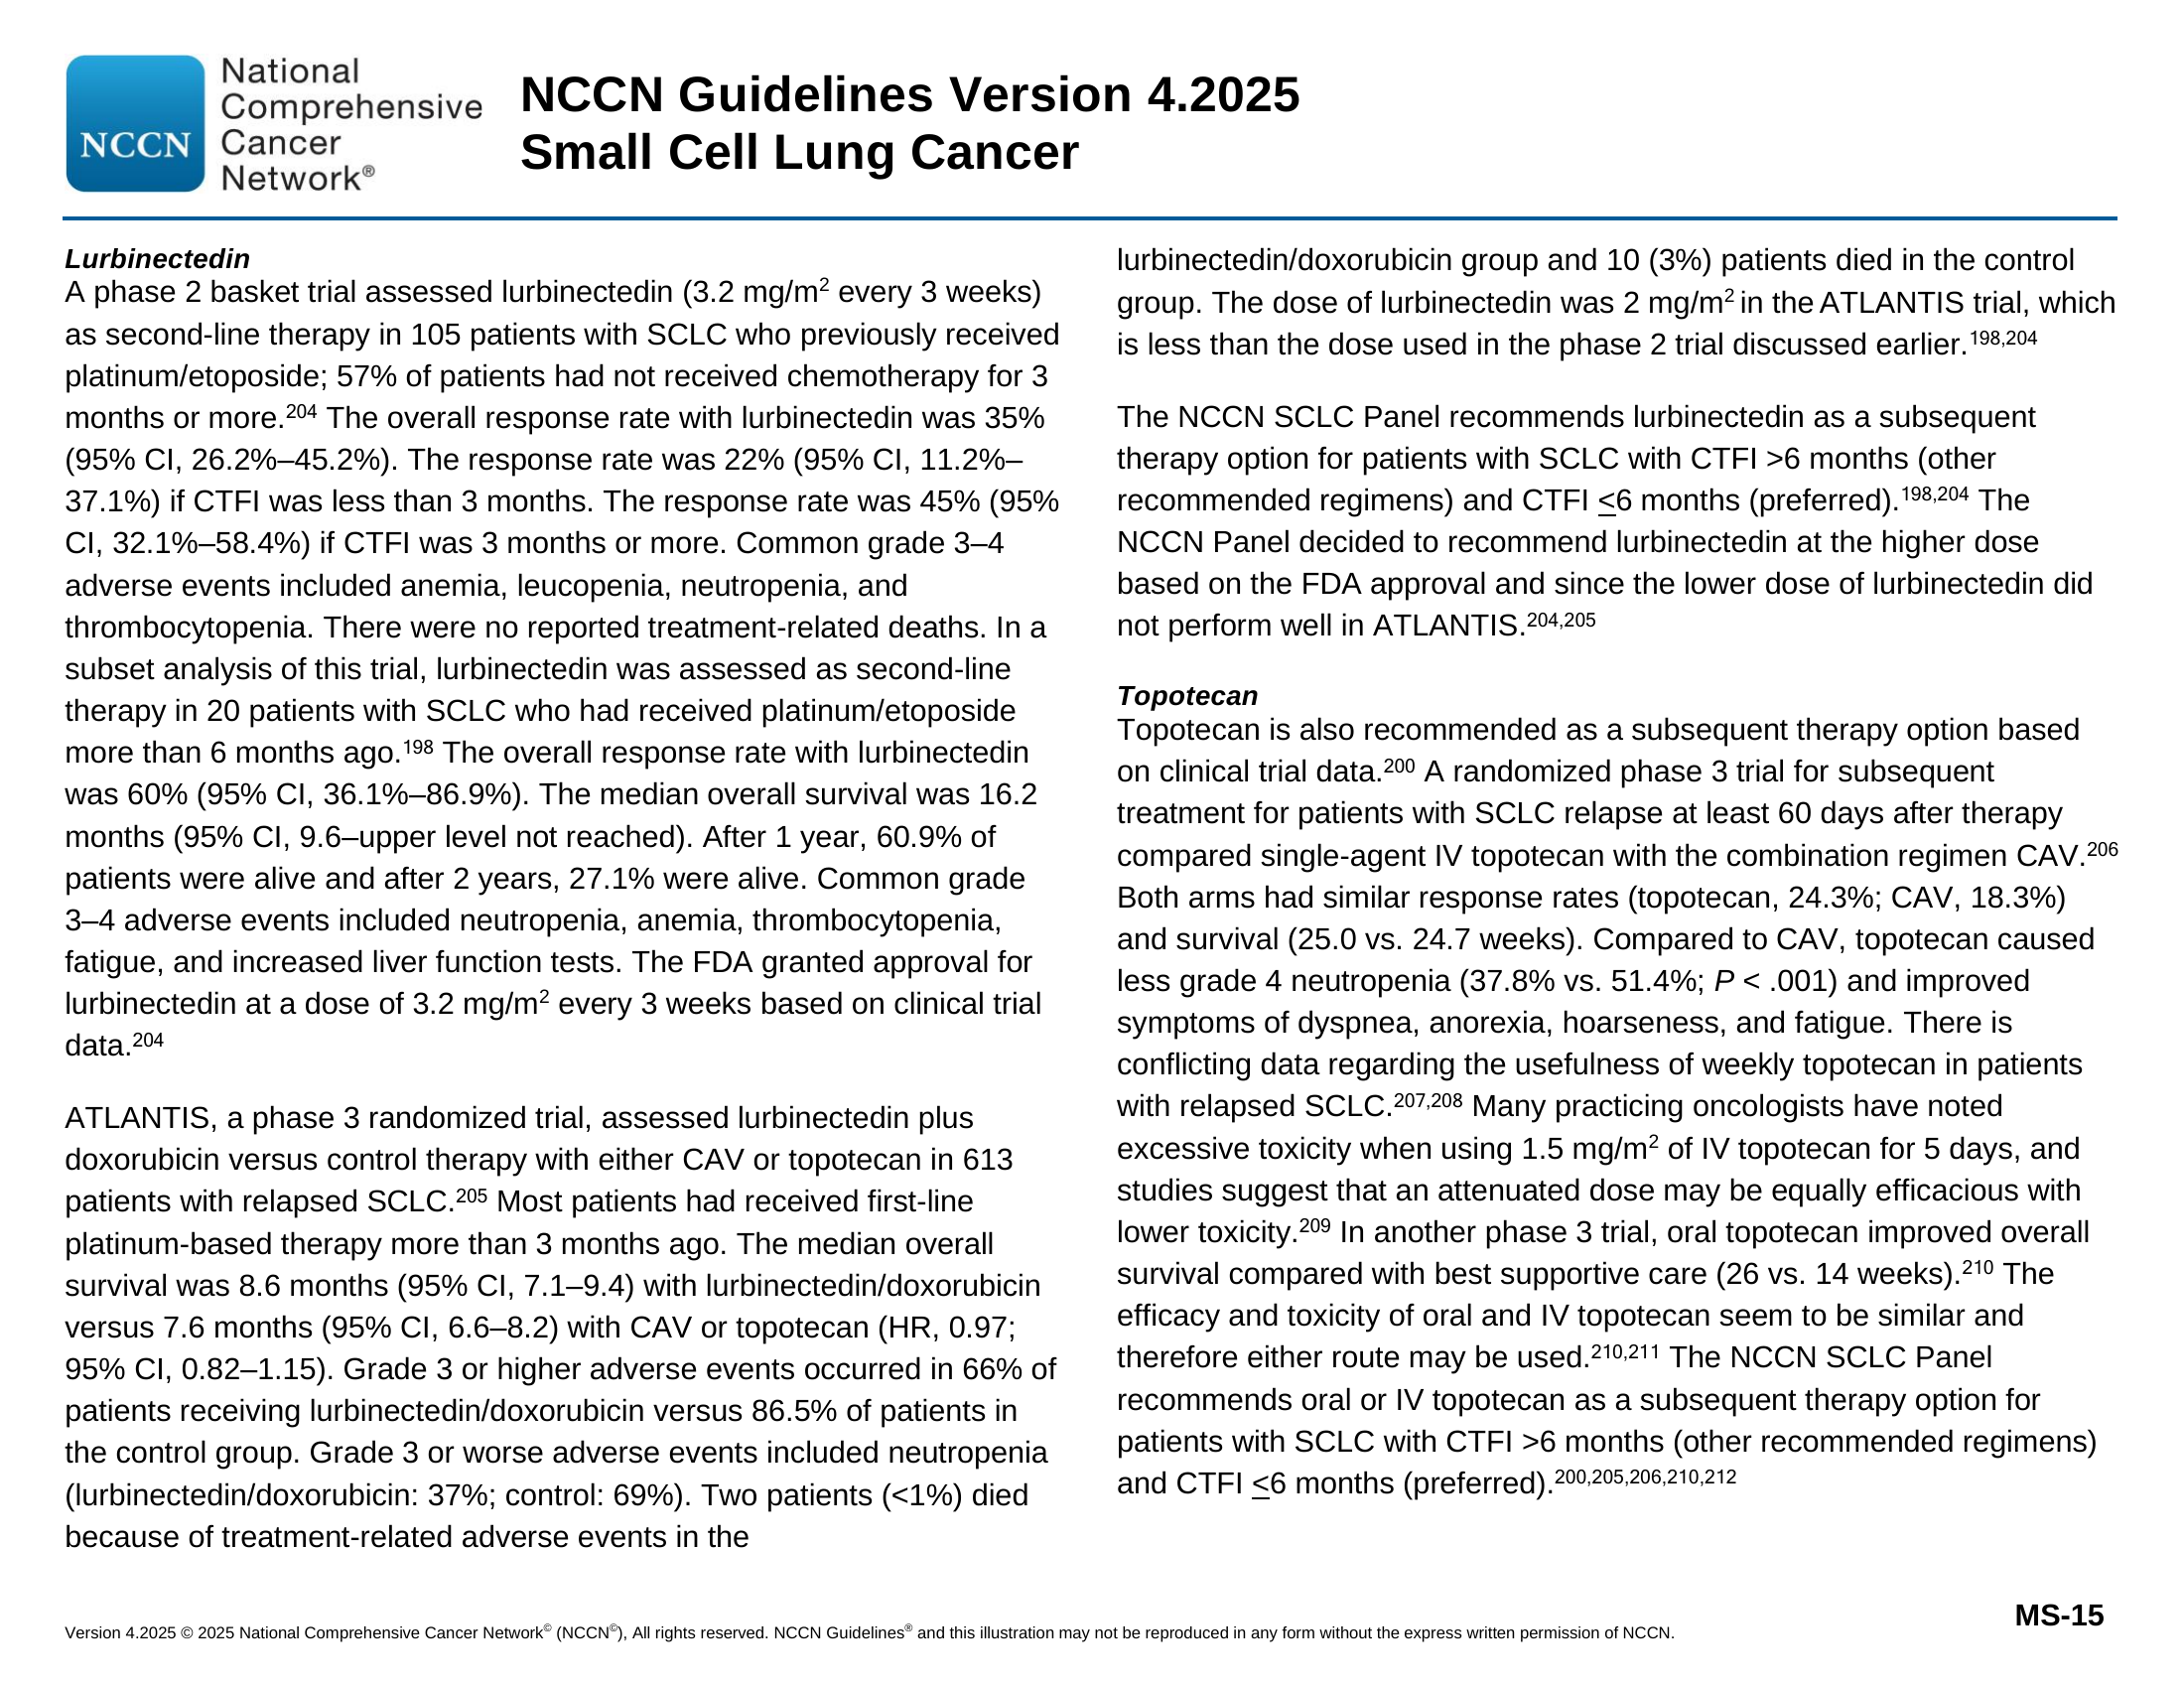 NCCN
National
Comprehensive
Cancer
Network®
NCCN Guidelines Version 4.2025
Small Cell Lung Cancer
Lurbinectedin
A phase 2 basket trial assessed lurbinectedin (3.2 mg/m² every 3 weeks)
as second-line therapy in 105 patients with SCLC who previously received
platinum/etoposide; 57% of patients had not received chemotherapy for 3
months or more.204 The overall response rate with lurbinectedin was 35%
(95% CI, 26.2%–45.2%). The response rate was 22% (95% CI, 11.2%–
37.1%) if CTFI was less than 3 months. The response rate was 45% (95%
CI, 32.1%–58.4%) if CTFI was 3 months or more. Common grade 3–4
adverse events included anemia, leucopenia, neutropenia, and
thrombocytopenia. There were no reported treatment-related deaths. In a
subset analysis of this trial, lurbinectedin was assessed as second-line
therapy in 20 patients with SCLC who had received platinum/etoposide
more than 6 months ago.198 The overall response rate with lurbinectedin
was 60% (95% CI, 36.1%–86.9%). The median overall survival was 16.2
months (95% CI, 9.6–upper level not reached). After 1 year, 60.9% of
patients were alive and after 2 years, 27.1% were alive. Common grade
3–4 adverse events included neutropenia, anemia, thrombocytopenia,
fatigue, and increased liver function tests. The FDA granted approval for
lurbinectedin at a dose of 3.2 mg/m² every 3 weeks based on clinical trial
data.204
ATLANTIS, a phase 3 randomized trial, assessed lurbinectedin plus
doxorubicin versus control therapy with either CAV or topotecan in 613
patients with relapsed SCLC.205 Most patients had received first-line
platinum-based therapy more than 3 months ago. The median overall
survival was 8.6 months (95% CI, 7.1–9.4) with lurbinectedin/doxorubicin
versus 7.6 months (95% CI, 6.6–8.2) with CAV or topotecan (HR, 0.97;
95% CI, 0.82–1.15). Grade 3 or higher adverse events occurred in 66% of
patients receiving lurbinectedin/doxorubicin versus 86.5% of patients in
the control group. Grade 3 or worse adverse events included neutropenia
(lurbinectedin/doxorubicin: 37%; control: 69%). Two patients (<1%) died
because of treatment-related adverse events in the
lurbinectedin/doxorubicin group and 10 (3%) patients died in the control
group. The dose of lurbinectedin was 2 mg/m² in the ATLANTIS trial, which
is less than the dose used in the phase 2 trial discussed earlier.198,204
The NCCN SCLC Panel recommends lurbinectedin as a subsequent
therapy option for patients with SCLC with CTFI >6 months (other
recommended regimens) and CTFI ≤6 months (preferred).198,204 The
NCCN Panel decided to recommend lurbinectedin at the higher dose
based on the FDA approval and since the lower dose of lurbinectedin did
not perform well in ATLANTIS.204,205
Topotecan
Topotecan is also recommended as a subsequent therapy option based
on clinical trial data.200 A randomized phase 3 trial for subsequent
treatment for patients with SCLC relapse at least 60 days after therapy
compared single-agent IV topotecan with the combination regimen CAV.206
Both arms had similar response rates (topotecan, 24.3%; CAV, 18.3%)
and survival (25.0 vs. 24.7 weeks). Compared to CAV, topotecan caused
less grade 4 neutropenia (37.8% vs. 51.4%; P < .001) and improved
symptoms of dyspnea, anorexia, hoarseness, and fatigue. There is
conflicting data regarding the usefulness of weekly topotecan in patients
with relapsed SCLC.207,208 Many practicing oncologists have noted
excessive toxicity when using 1.5 mg/m² of IV topotecan for 5 days, and
studies suggest that an attenuated dose may be equally efficacious with
lower toxicity.209 In another phase 3 trial, oral topotecan improved overall
survival compared with best supportive care (26 vs. 14 weeks).210 The
efficacy and toxicity of oral and IV topotecan seem to be similar and
therefore either route may be used.210,211 The NCCN SCLC Panel
recommends oral or IV topotecan as a subsequent therapy option for
patients with SCLC with CTFI >6 months (other recommended regimens)
and CTFI ≤6 months (preferred).200,205,206,210,212
MS-15
Version 4.2025 © 2025 National Comprehensive Cancer Network© (NCCN©), All rights reserved. NCCN Guidelines® and this illustration may not be reproduced in any form without the express written permission of NCCN.